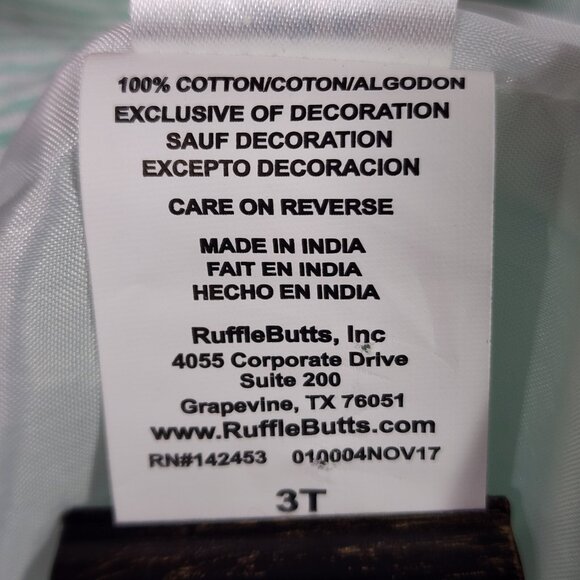 100% COTTON/COTON/ALGODON
EXCLUSIVE OF DECORATION
SAUF DECORATION
EXCEPTO DECORACION
CARE ON REVERSE
MADE IN INDIA
FAIT EN INDIA
HECHO EN INDIA
RuffleButts, Inc
4055 Corporate Drive
Suite 200
Grapevine, TX 76051
www.RuffleButts.com
RN#142453 010004NOV17
3T